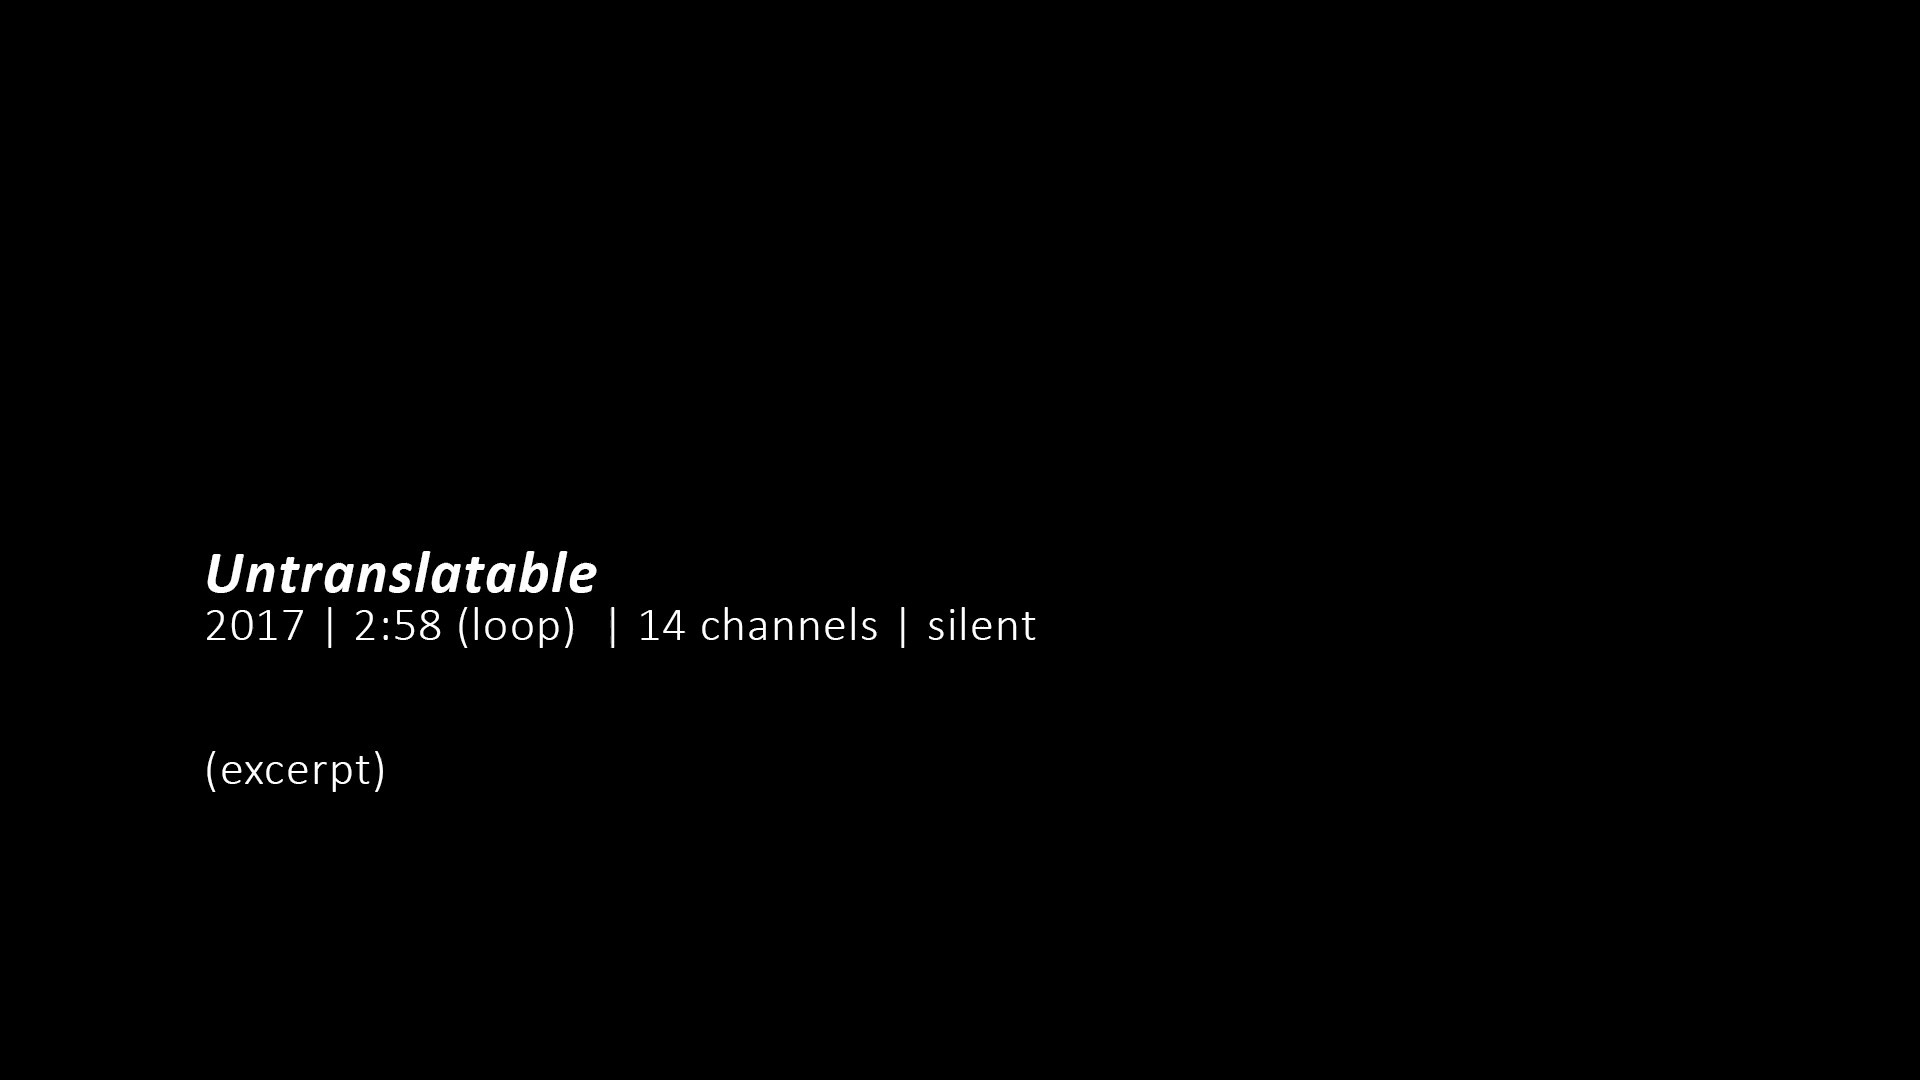 Untranslatable
2017 | 2:58 (loop)  | 14 channels | silent
(excerpt)